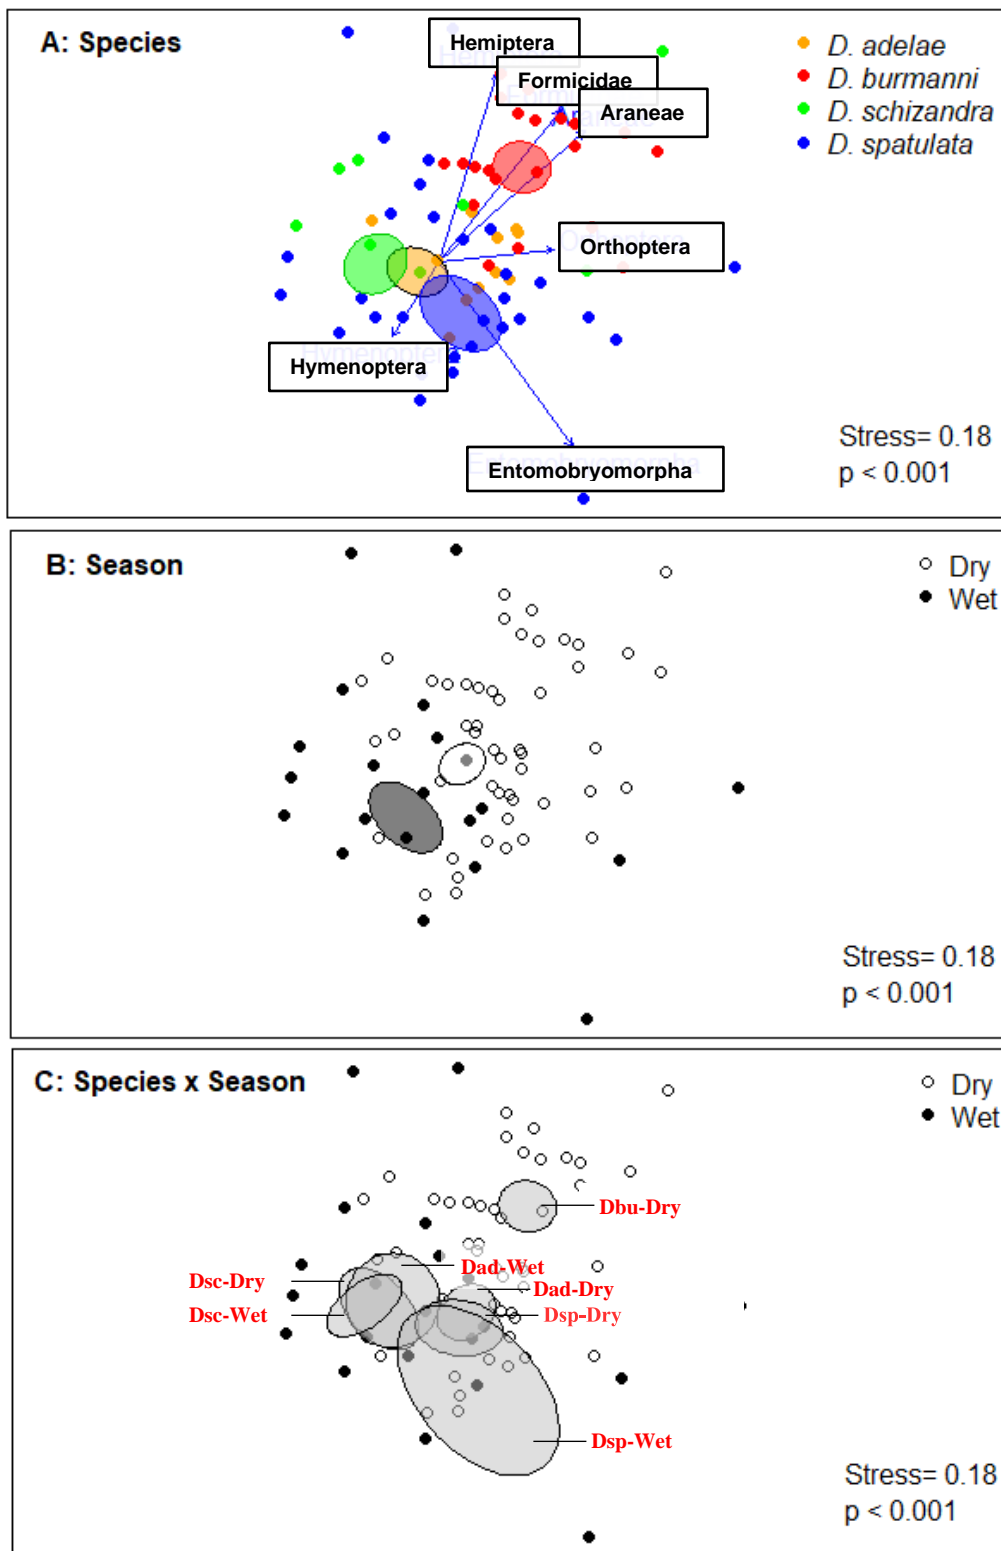 A: Species
Hemiptera
Formicidae
Araneae
D. adelae
D. burmanni
D. schizandra
D. spatulata
Orthoptera
Hymenoptera
Entomobryomorpha
Stress= 0.18
p < 0.001
B: Season
Dry
Wet
Stress= 0.18
p < 0.001
C: Species x Season
Dry
Wet
Dbu-Dry
Dad-Wet
Dsc-Dry
Dad-Dry
Dsc-Wet
Dsp-Dry
Dsp-Wet
Stress= 0.18
p < 0.001